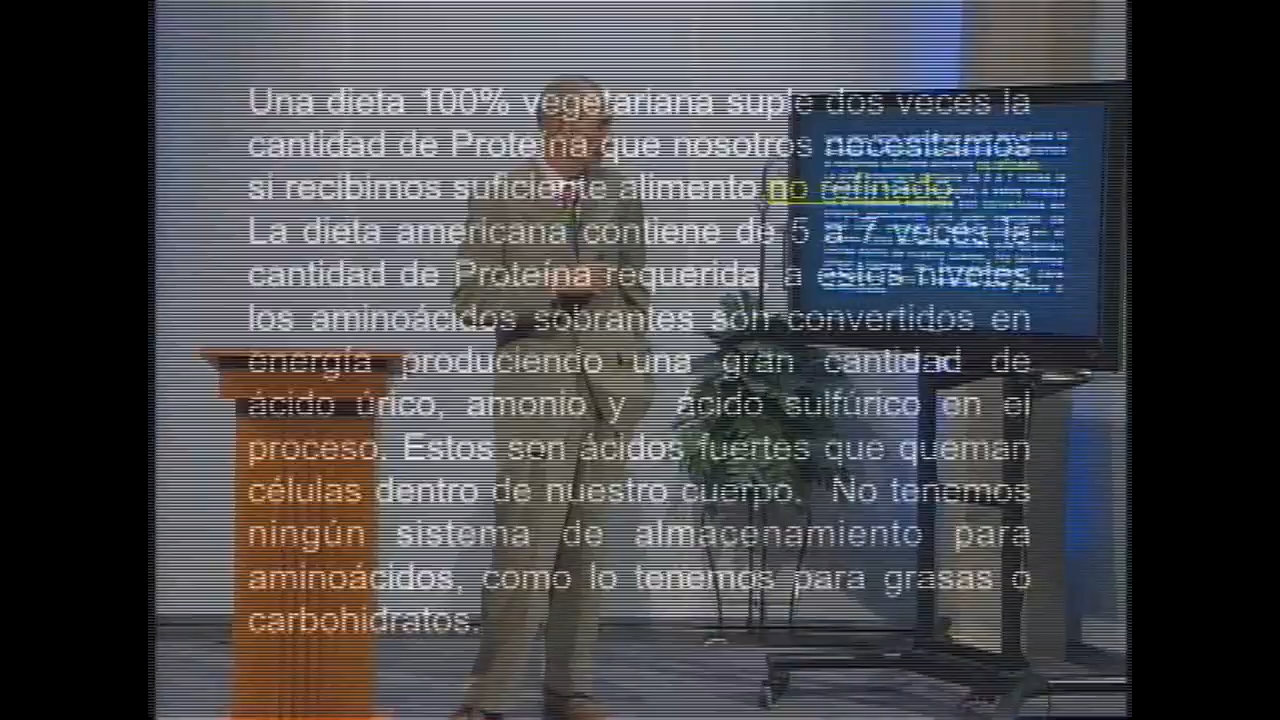 Una dieta 100% vegetariana suple dos veces la
cantidad de Proteína que nosotros necesitamos
si recibimos suficiente alimento no refinado.
La dieta americana contiene de 5 a 7 veces la
cantidad de Proteína requerida, a estos niveles
los aminoácidos sobrantes son convertidos en
energía produciendo una gran cantidad de
ácido úrico, amonio y ácido sulfúrico en el
proceso. Estos son ácidos fuertes que queman
células dentro de nuestro cuerpo. No tenemos
ningún sistema de almacenamiento para
aminoácidos, como lo tenemos para grasas o
carbohidratos.